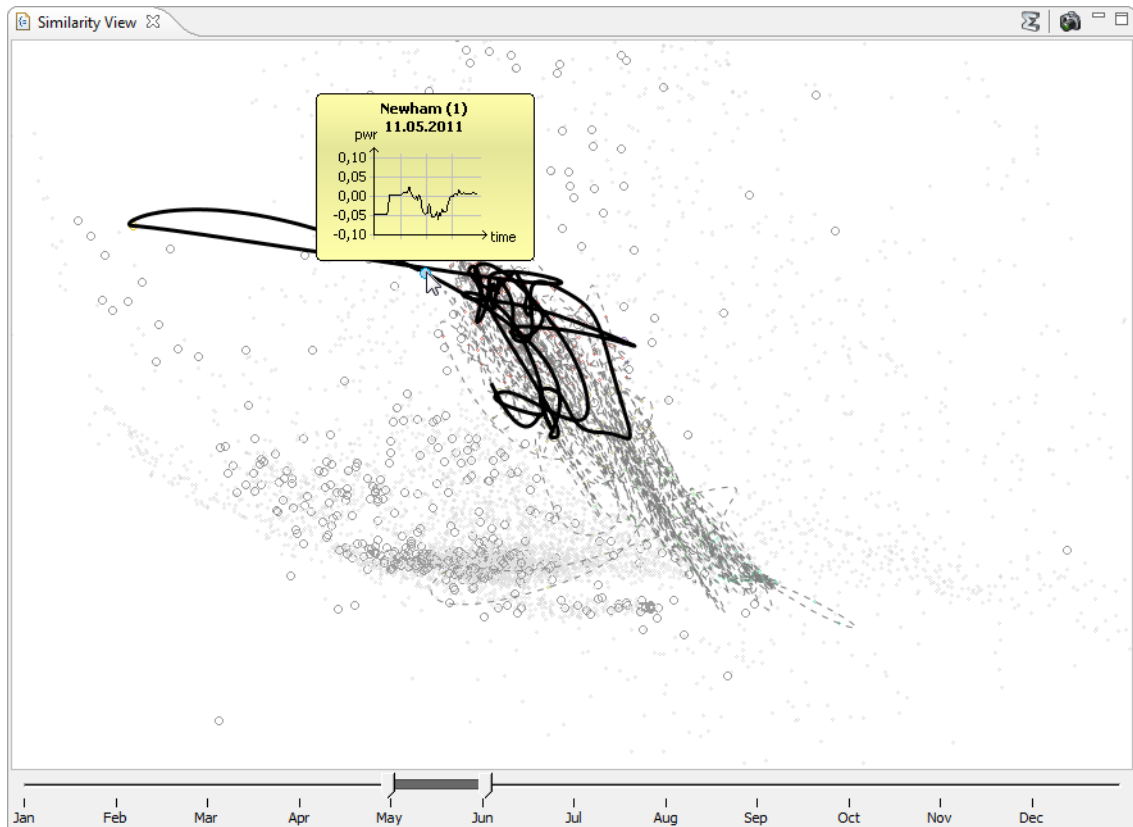 Similarity View
Newham (1)
11.05.2011
pwr
0,10
0,05
0,00
-0,05
-0,10
time
Jan Feb Mar Apr May Jun Jul Aug Sep Oct Nov Dec